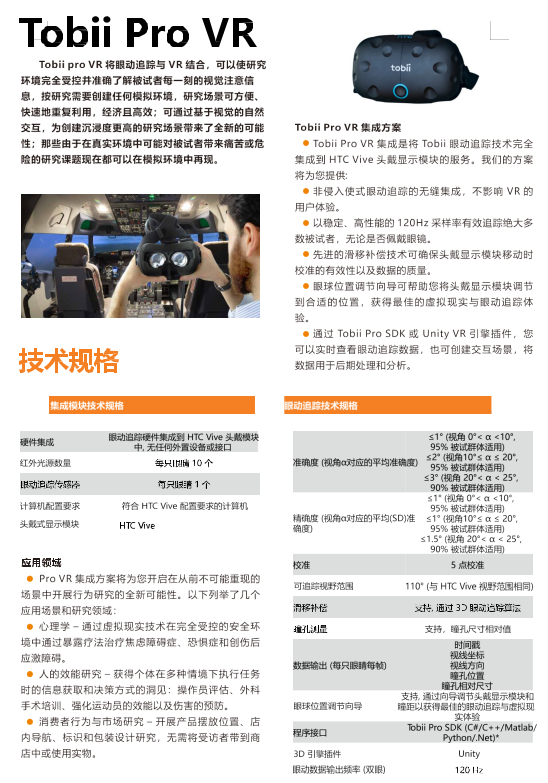 Tobii Pro VR
Tobii pro VR 将眼动追踪与 VR 结合，可以使研究
环境完全受控并准确了解被试者每一刻的视觉注意信
息，按研究需要创建任何模拟环境，研究场景可方便、
快速地重复利用，经济且高效；可通过基于视觉的自然
交互，为创建沉浸度更高的研究场景带来了全新的可能
性；那些由于在真实环境中可能对被试者带来痛苦或危
险的研究课题现在都可以在模拟环境中再现。
tobii
Tobii Pro VR 集成方案
● Tobii Pro VR 集成是将 Tobii 眼动追踪技术完全
集成到 HTC Vive 头戴显示模块的服务。我们的方案
将为您提供:
● 非侵入使式眼动追踪的无缝集成，不影响 VR 的
用户体验。
● 以稳定、高性能的 120Hz 采样率有效追踪绝大多
数被试者，无论是否佩戴眼镜。
● 先进的滑移补偿技术可确保头戴显示模块移动时
校准的有效性以及数据的质量。
● 眼球位置调节向导可帮助您将头戴显示模块调节
到合适的位置，获得最佳的虚拟现实与眼动追踪体
验。
● 通过 Tobii Pro SDK 或 Unity VR 引擎插件，您
可以实时查看眼动追踪数据，也可创建交互场景，将
数据用于后期处理和分析。
技术规格
集成模块技术规格
硬件集成 眼动追踪硬件集成到 HTC Vive 头戴模块
中, 无任何外置设备或接口
红外光源数量 每只眼睛 10 个
眼动追踪传感器 每只眼睛 1 个
计算机配置要求 符合 HTC Vive 配置要求的计算机
头戴式显示模块 HTC Vive
应用领域
● Pro VR 集成方案将为您开启在从前不可能重现的
场景中开展行为研究的全新可能性。以下列举了几个
应用场景和研究领域:
● 心理学 – 通过虚拟现实技术在完全受控的安全环
境中通过暴露疗法治疗焦虑障碍症、恐惧症和创伤后
应激障碍。
● 人的效能研究 – 获得个体在多种情境下执行任务
时的信息获取和决策方式的洞见：操作员评估、外科
手术培训、强化运动员的效能以及伤害的预防。
● 消费者行为与市场研究 – 开展产品摆放位置、店
内导航、标识和包装设计研究，无需将受访者带到商
店中或使用实物。
眼动追踪技术规格
准确度 (视角α对应的平均准确度) ≤1° (视角 0°< α <10°,
95% 被试群体适用)
≤2° (视角10°≤ α ≤ 20°,
95% 被试群体适用)
≤3° (视角 20°< α < 25°,
90% 被试群体适用)
精确度 (视角α对应的平均(SD)准
确度)
≤1° (视角 0°< α <10°,
95% 被试群体适用)
≤1° (视角10°≤ α ≤ 20°,
95% 被试群体适用)
≤1.5° (视角 20°< α < 25°,
90% 被试群体适用)
校准 5 点校准
可追踪视野范围 110° (与 HTC Vive 视野范围相同)
滑移补偿 支持, 通过 3D 眼动追踪算法
瞳孔测量 支持，瞳孔尺寸相对值
数据输出 (每只眼睛每帧) 时间戳
视线坐标
视线方向
瞳孔位置
瞳孔相对尺寸
眼球位置调节向导 支持, 通过向导调节头戴显示模块和
瞳距以获得最佳的眼动追踪与虚拟现
实体验
程序接口 Tobii Pro SDK (C#/C++/Matlab/
Python/.Net)*
3D 引擎插件 Unity
眼动数据输出频率 (双眼) 120 Hz